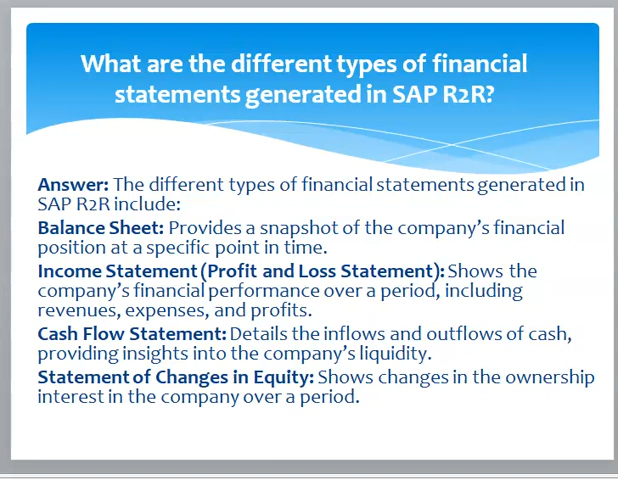 What are the different types of financial
statements generated in SAP R2R?
Answer: The different types of financial statements generated in
SAP R2R include:
Balance Sheet: Provides a snapshot of the company's financial
position at a specific point in time.
Income Statement (Profit and Loss Statement): Shows the
company's financial performance over a period, including
revenues, expenses, and profits.
Cash Flow Statement: Details the inflows and outflows of cash,
providing insights into the company's liquidity.
Statement of Changes in Equity: Shows changes in the ownership
interest in the company over a period.